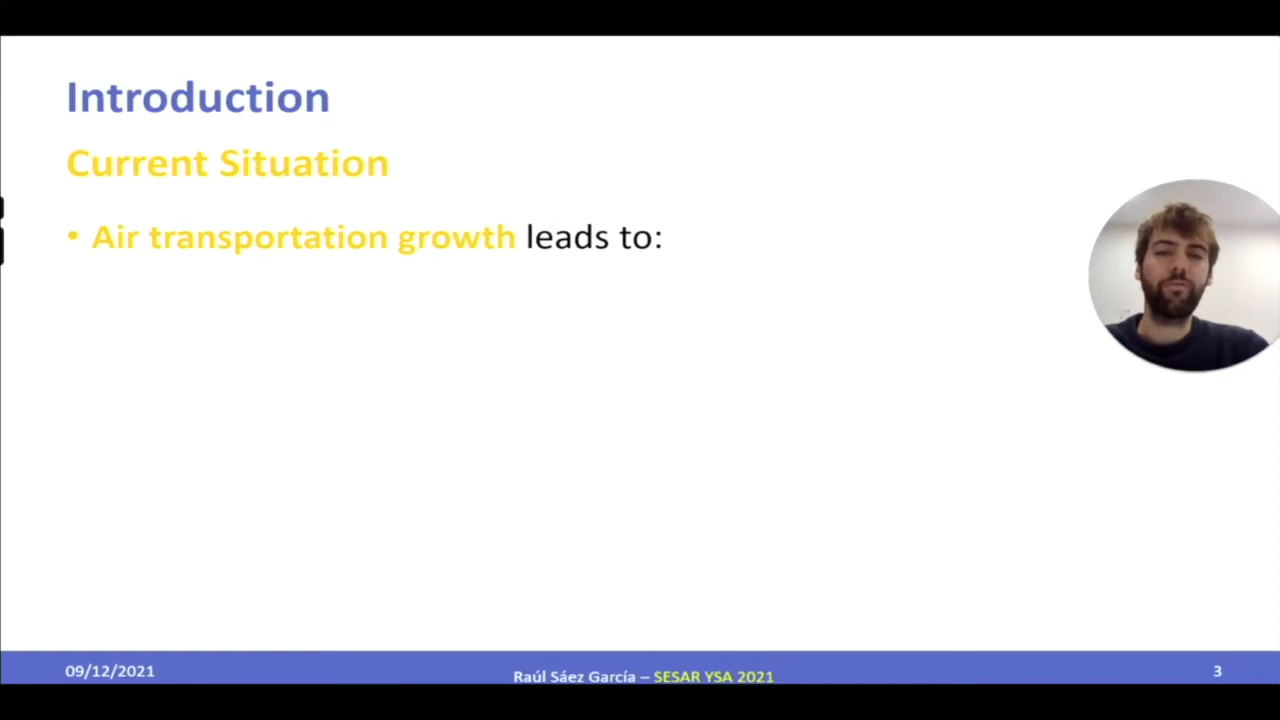 Introduction
Current Situation
• Air transportation growth leads to:
09/12/2021
Raúl Sáez García – SESAR YSA 2021
3